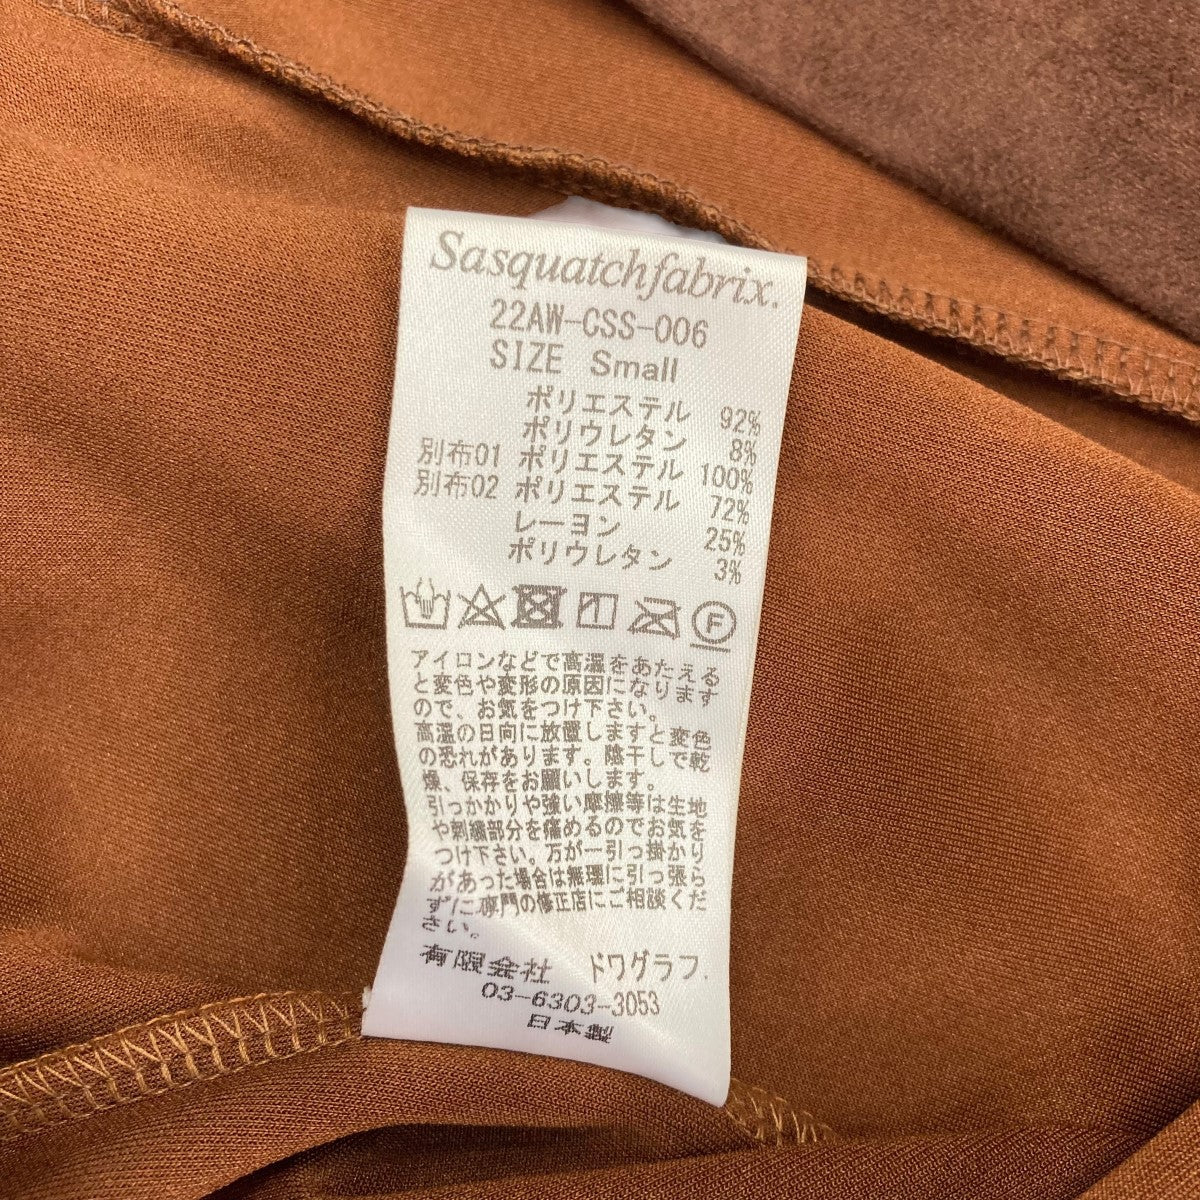 Sasquatchfabrix.
22AW-CSS-006
SIZE Small
ポリエステル 92%
ポリウレタン 8%
別布01 ポリエステル 100%
別布02 ポリエステル 72%
レーヨン 25%
ポリウレタン 3%
F
アイロンなどで高温をあたえる
と変色や変形の原因になります
ので、お気をつけ下さい。
高温の日向に放置しますと変色
の恐れがあります。陰干しで乾
燥、保存をお願いします。
引っかかりや強い摩擦等は生地
や刺繍部分を痛めるのでお気を
つけ下さい。万が一引っ掛かり
があった場合は無理に引っ張ら
ずに専門の修正店にご相談くだ
さい。
有限会社 ドワグラフ.
03-6303-3053
日本製